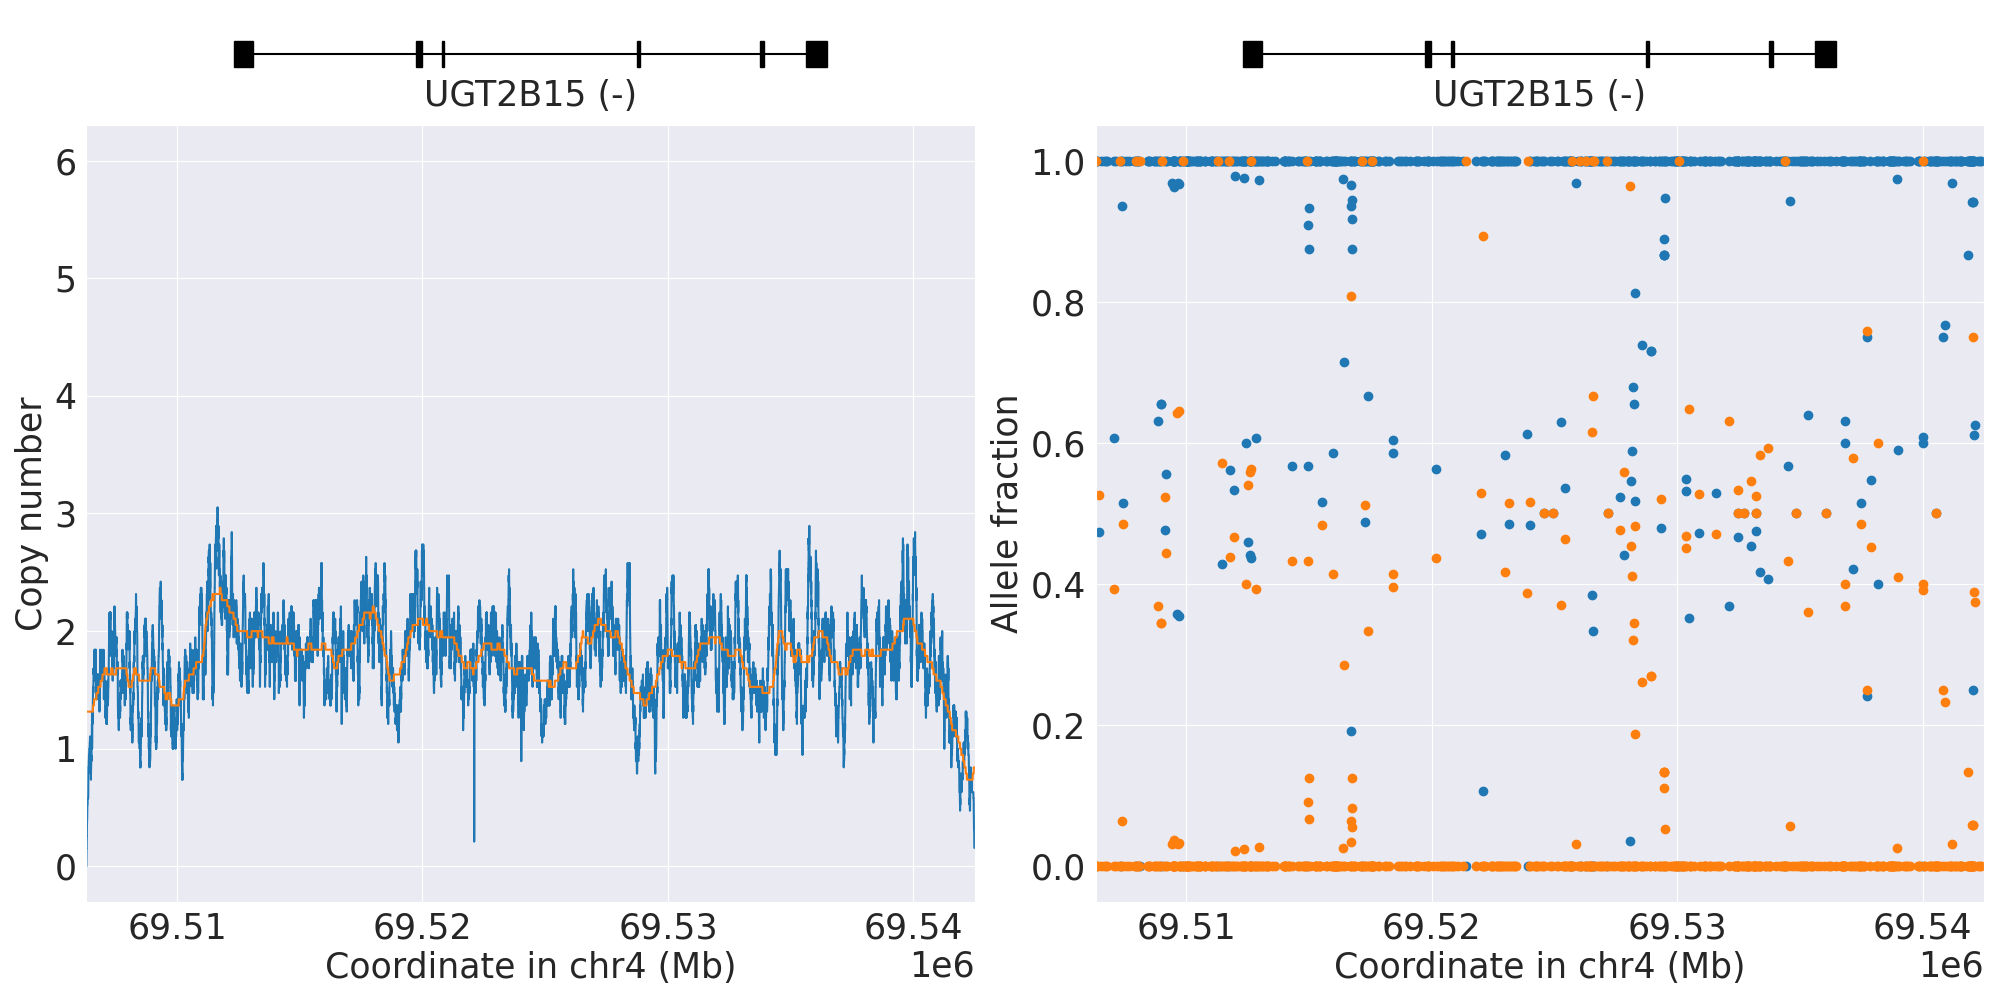 UGT2B15 (-)
6
5
4
3
2
1
0
Copy number
69.51 69.52 69.53 69.54
Coordinate in chr4 (Mb)
1e6
UGT2B15 (-)
1.0
0.8
0.6
0.4
0.2
0.0
Allele fraction
69.51 69.52 69.53 69.54
Coordinate in chr4 (Mb)
1e6